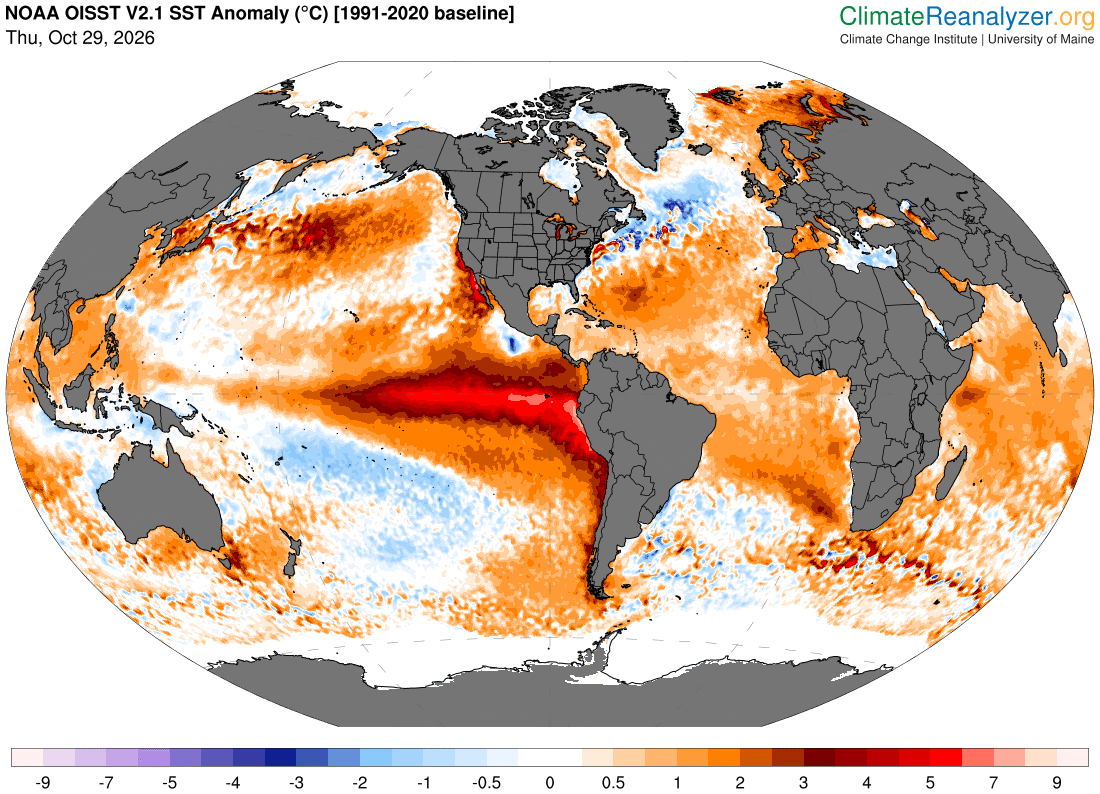 NOAA OISST V2.1 SST Anomaly (°C) [1991-2020 baseline]
Thu, Oct 29, 2026
ClimateReanalyzer.org
Climate Change Institute | University of Maine
-9 -7 -5 -4 -3 -2 -1 -0.5 0 0.5 1 2 3 4 5 7 9